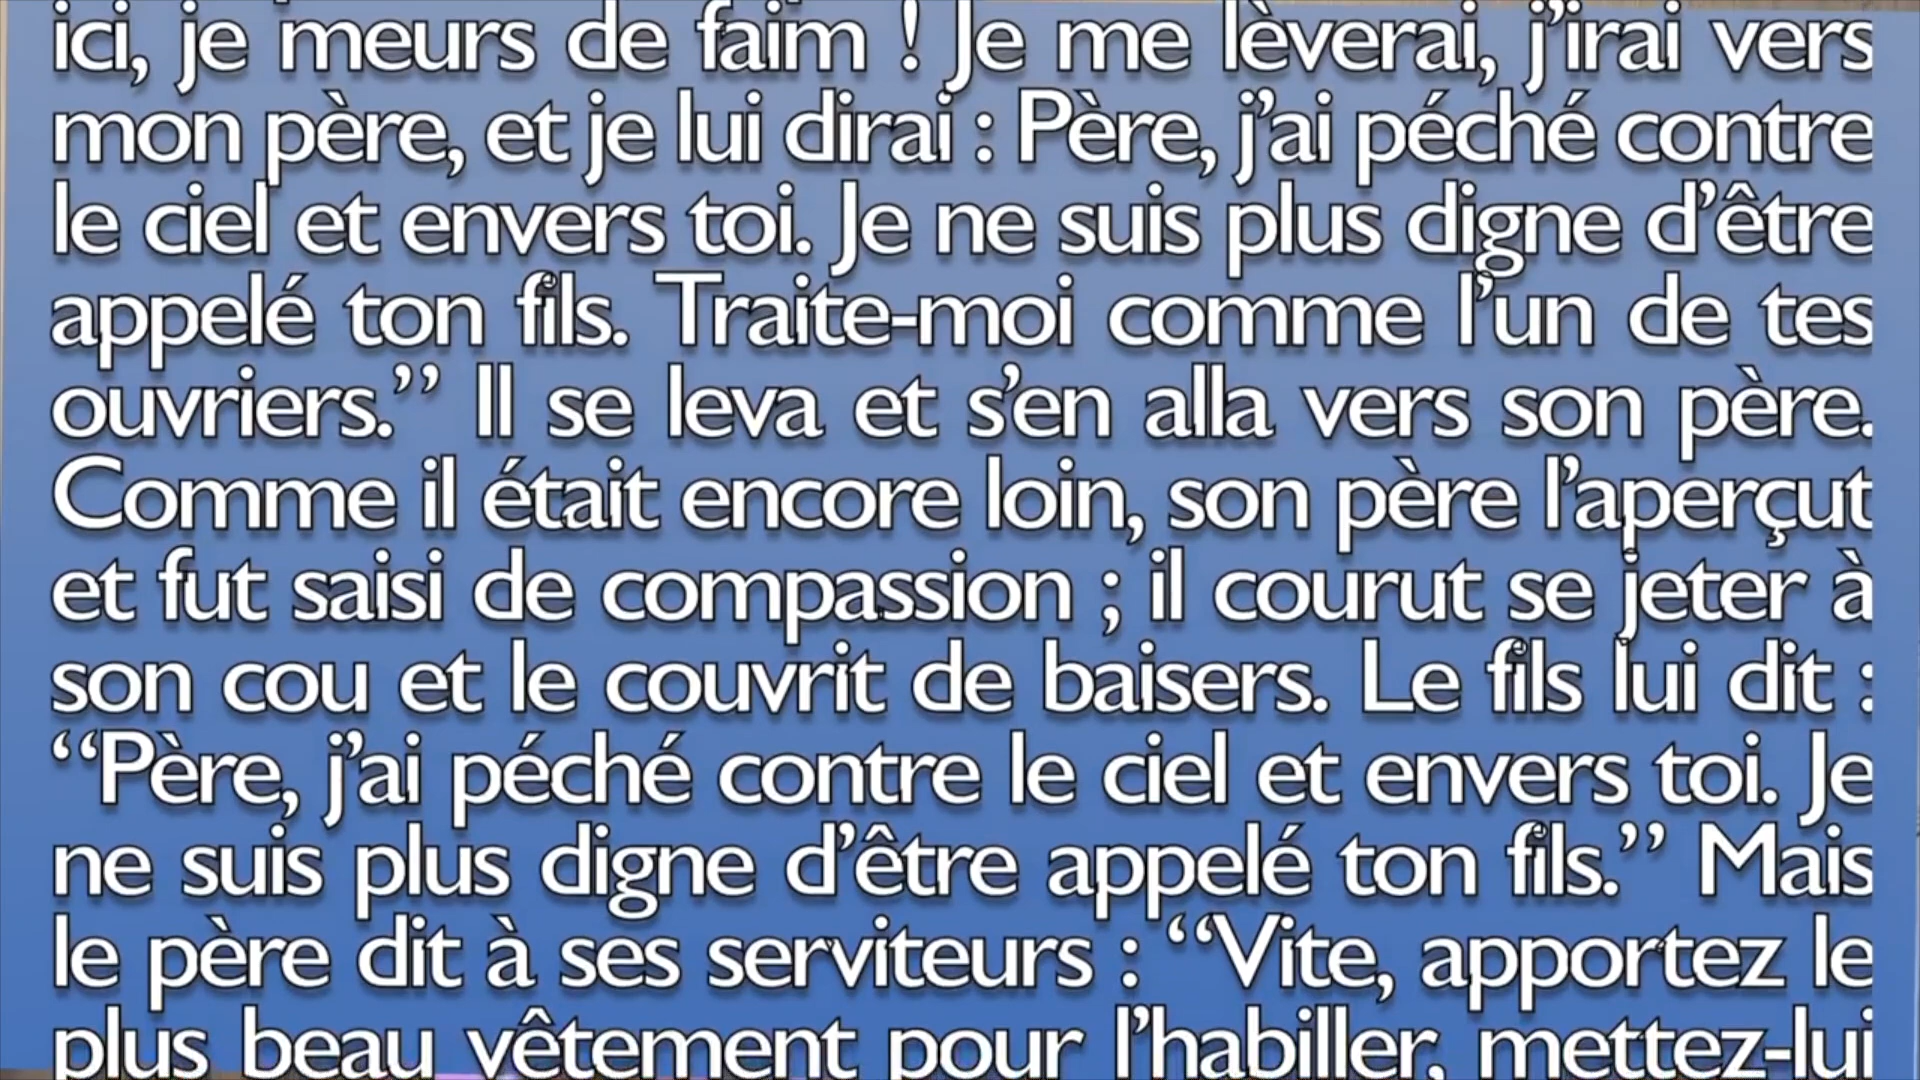 ici, je meurs de faim ! Je me lèverai, j’irai vers
mon père, et je lui dirai : Père, j’ai péché contre
le ciel et envers toi. Je ne suis plus digne d’être
appelé ton fils. Traite-moi comme l’un de tes
ouvriers.” Il se leva et s’en alla vers son père.
Comme il était encore loin, son père l’aperçut
et fut saisi de compassion ; il courut se jeter à
son cou et le couvrit de baisers. Le fils lui dit :
“Père, j’ai péché contre le ciel et envers toi. Je
ne suis plus digne d’être appelé ton fils.” Mais
le père dit à ses serviteurs : “Vite, apportez le
plus beau vêtement pour l’habiller, mettez-lui